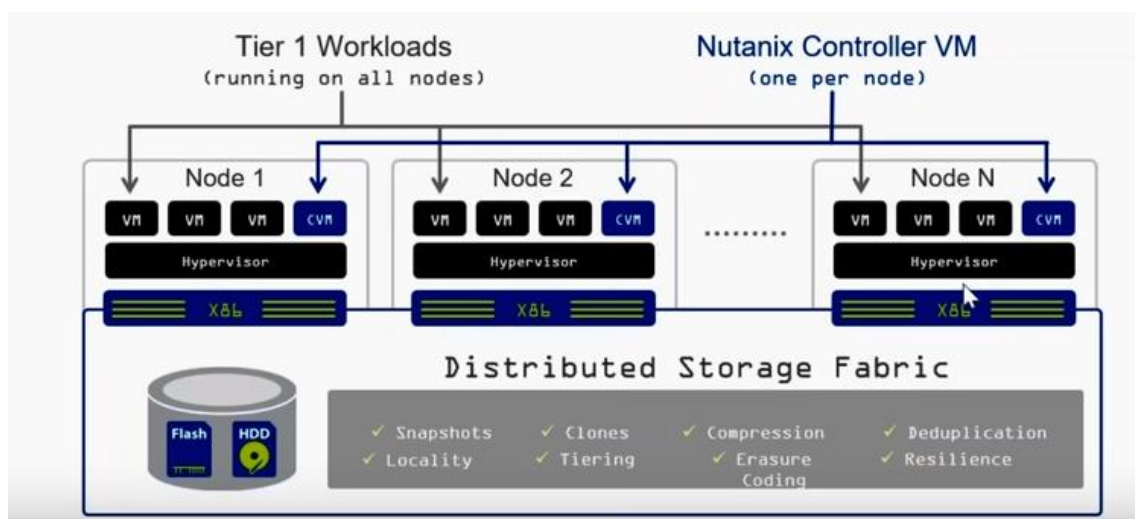 Tier 1 Workloads
(running on all nodes)
Nutanix Controller VM
(one per node)
Node 1
VM VM VM CVM
Hypervisor
X86
Node 2
VM VM VM CVM
Hypervisor
X86
.........
Node N
VM VM VM CVM
Hypervisor
X86
Distributed Storage Fabric
Flash HDD
✓ Snapshots ✓ Clones ✓ Compression ✓ Deduplication
✓ Locality ✓ Tiering ✓ Erasure Coding ✓ Resilience